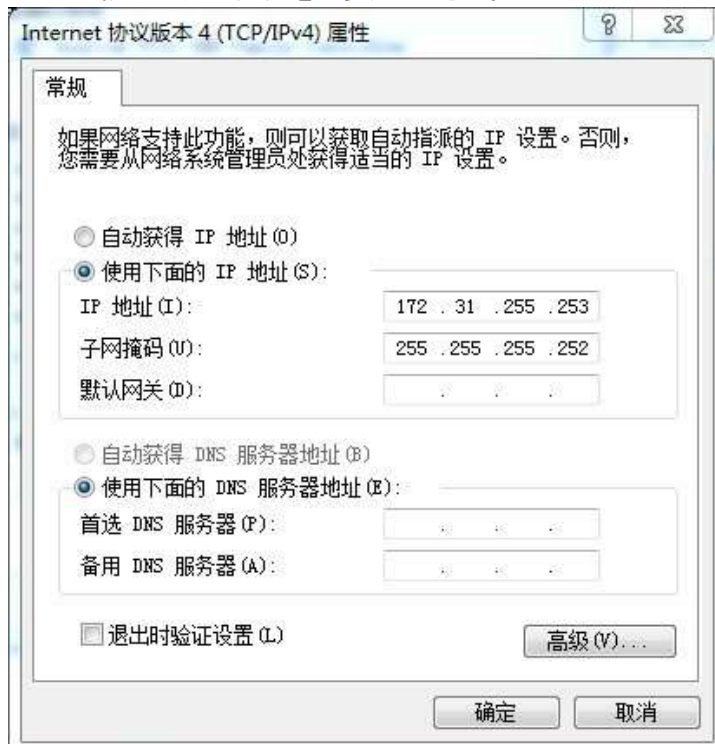 Internet 协议版本 4 (TCP/IPv4) 属性
常规
如果网络支持此功能，则可以获取自动指派的 IP 设置。否则，
您需要从网络系统管理员处获得适当的 IP 设置。
自动获得 IP 地址(O)
使用下面的 IP 地址(S):
IP 地址(I): 172 . 31 . 255 . 253
子网掩码(U): 255 . 255 . 255 . 252
默认网关(D): . . .
自动获得 DNS 服务器地址(B)
使用下面的 DNS 服务器地址(E):
首选 DNS 服务器(P): . . .
备用 DNS 服务器(A): . . .
退出时验证设置(L)
高级(V)...
确定 取消